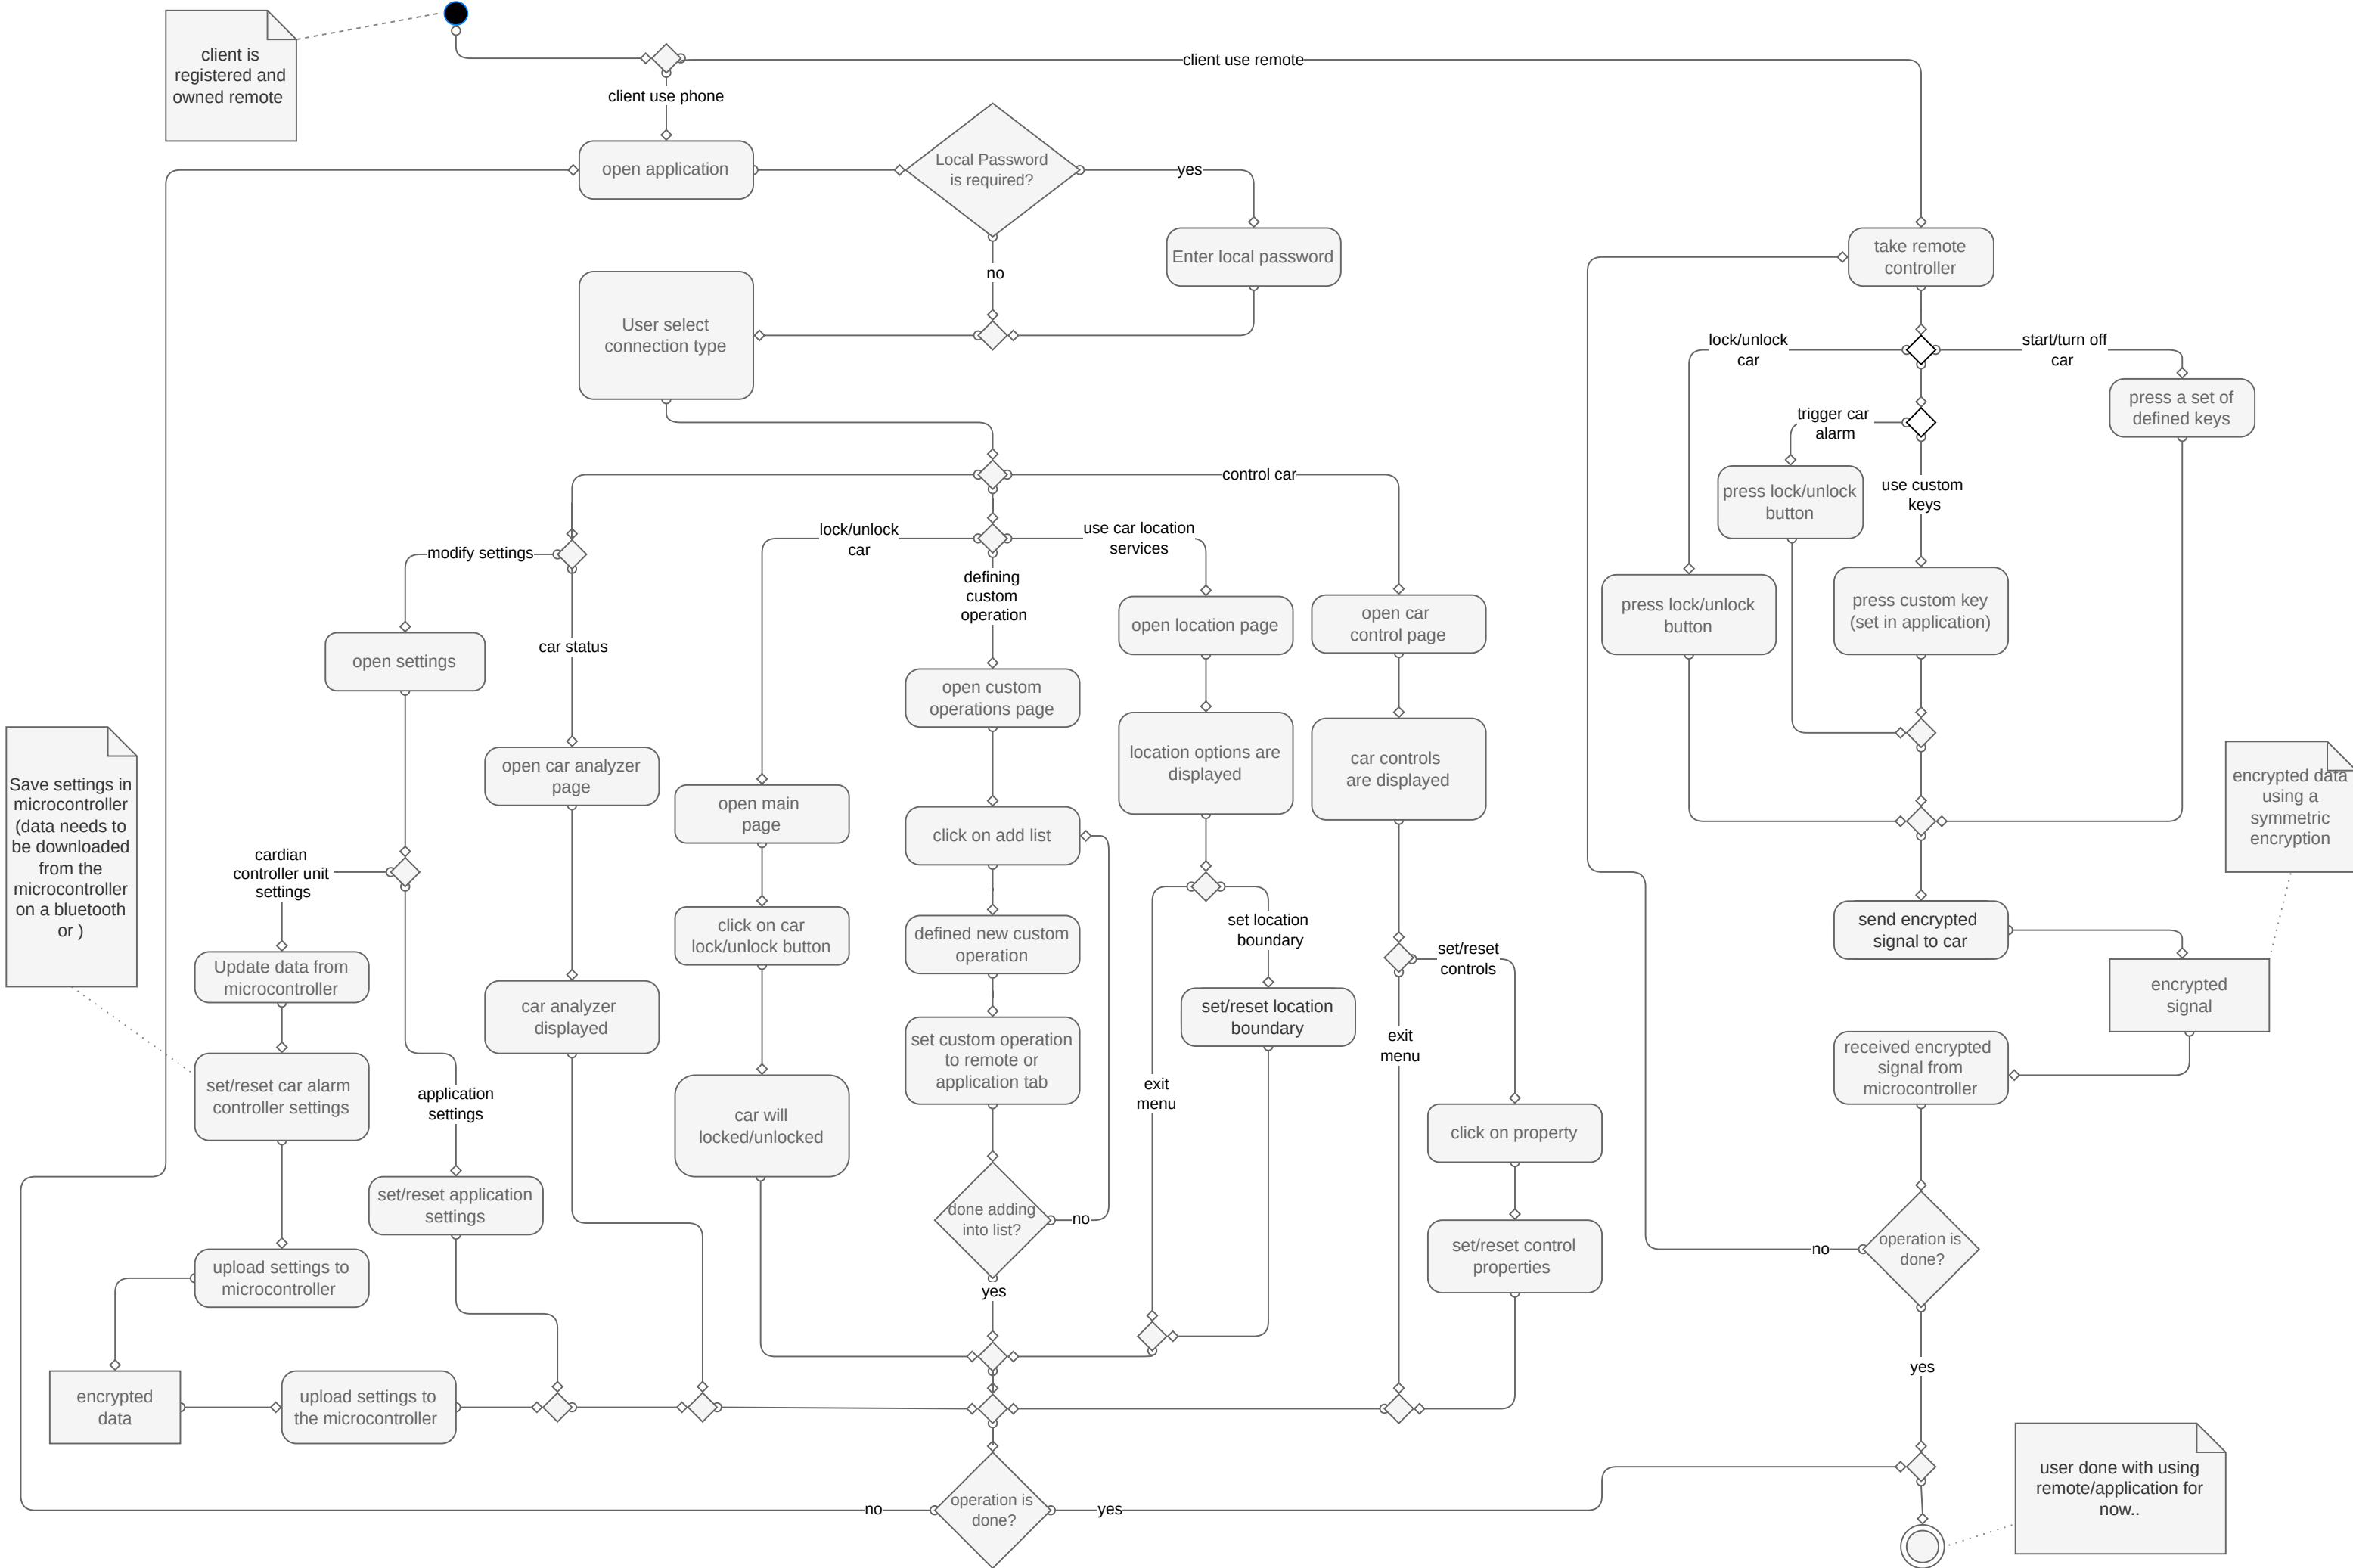 client is
registered and
owned remote
client use remote
client use phone
open application
Local Password
is required?
yes
Enter local password
no
User select
connection type
take remote
controller
lock/unlock
car
start/turn off
car
press a set of
defined keys
trigger car
alarm
press lock/unlock
button
use custom
keys
press lock/unlock
button
press custom key
(set in application)
control car
modify settings
lock/unlock
car
use car location
services
defining
custom
operation
open settings
car status
open location page
open car
control page
open custom
operations page
location options are
displayed
car controls
are displayed
open car analyzer
page
open main
page
click on add list
Save settings in
microcontroller
(data needs to
be downloaded
from the
microcontroller
on a bluetooth
or )
encrypted data
using a
symmetric
encryption
cardian
controller unit
settings
click on car
lock/unlock button
defined new custom
operation
set location
boundary
set/reset
controls
send encrypted
signal to car
Update data from
microcontroller
car analyzer
displayed
set/reset location
boundary
encrypted
signal
set custom operation
to remote or
application tab
exit
menu
received encrypted
signal from
microcontroller
set/reset car alarm
controller settings
application
settings
car will
locked/unlocked
exit
menu
click on property
set/reset application
settings
done adding
into list?
no
set/reset control
properties
no
operation is
done?
upload settings to
microcontroller
yes
yes
encrypted
data
upload settings to
the microcontroller
no
operation is
done?
yes
user done with using
remote/application for
now..